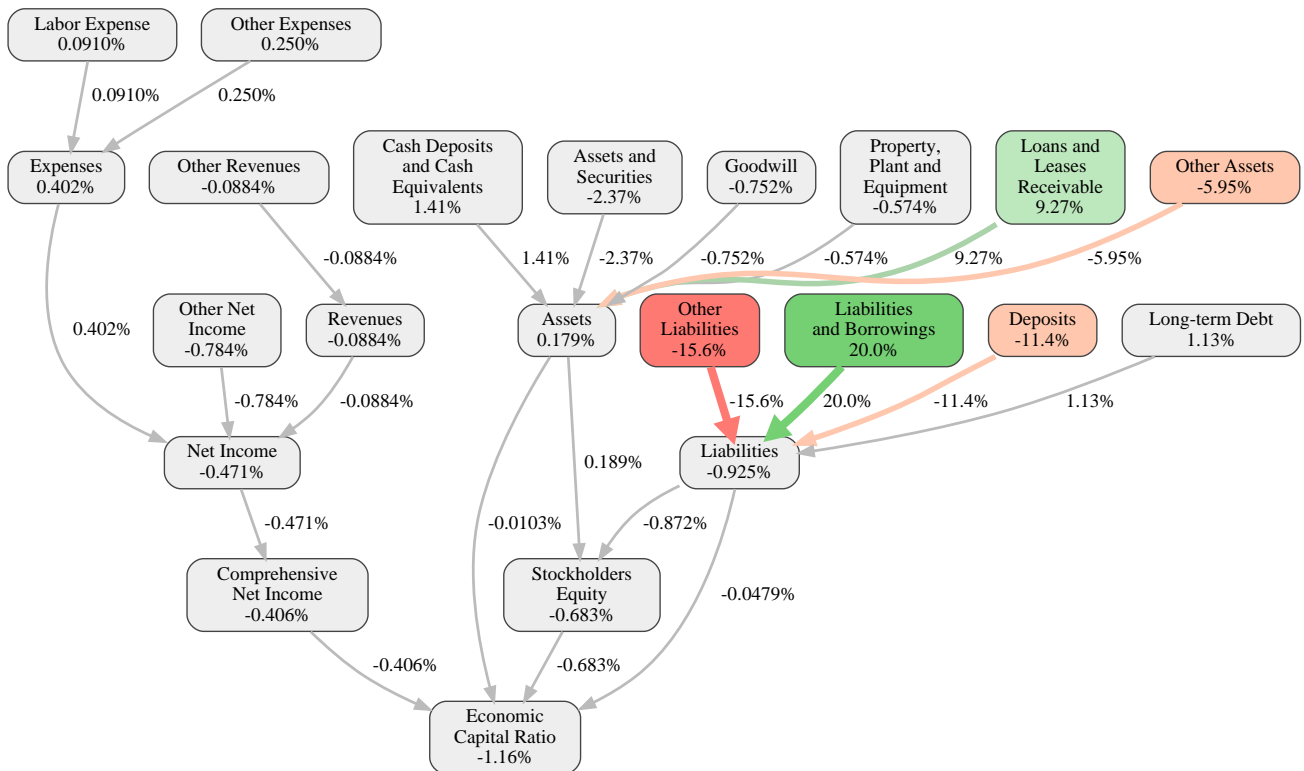 Labor Expense
0.0910%
Other Expenses
0.250%
0.0910%
0.250%
Expenses
0.402%
Other Revenues
-0.0884%
Cash Deposits
and Cash
Equivalents
1.41%
Assets and
Securities
-2.37%
Goodwill
-0.752%
Property,
Plant and
Equipment
-0.574%
Loans and
Leases
Receivable
9.27%
Other Assets
-5.95%
-0.0884%
1.41%
-2.37%
-0.752%
-0.574%
9.27%
-5.95%
0.402%
Other Net
Income
-0.784%
Revenues
-0.0884%
Assets
0.179%
Other
Liabilities
-15.6%
Liabilities
and Borrowings
20.0%
Deposits
-11.4%
Long-term Debt
1.13%
-0.784%
-0.0884%
-15.6%
20.0%
-11.4%
1.13%
Net Income
-0.471%
0.189%
Liabilities
-0.925%
-0.471%
-0.0103%
-0.872%
Comprehensive
Net Income
-0.406%
Stockholders
Equity
-0.683%
-0.0479%
-0.406%
-0.683%
Economic
Capital Ratio
-1.16%